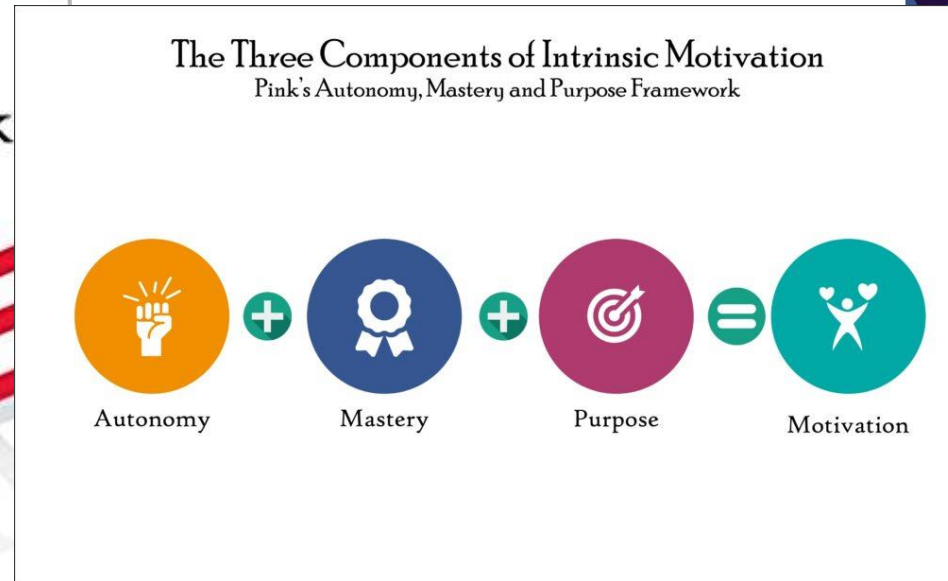 The Three Components of Intrinsic Motivation
Pink's Autonomy, Mastery and Purpose Framework
Autonomy
Mastery
Purpose
Motivation